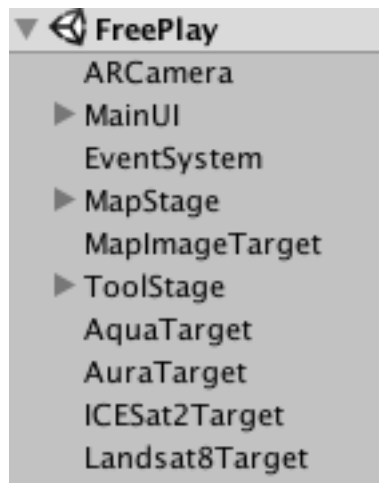 FreePlay
ARCamera
MainUI
EventSystem
MapStage
MapImageTarget
ToolStage
AquaTarget
AuraTarget
ICESat2Target
Landsat8Target